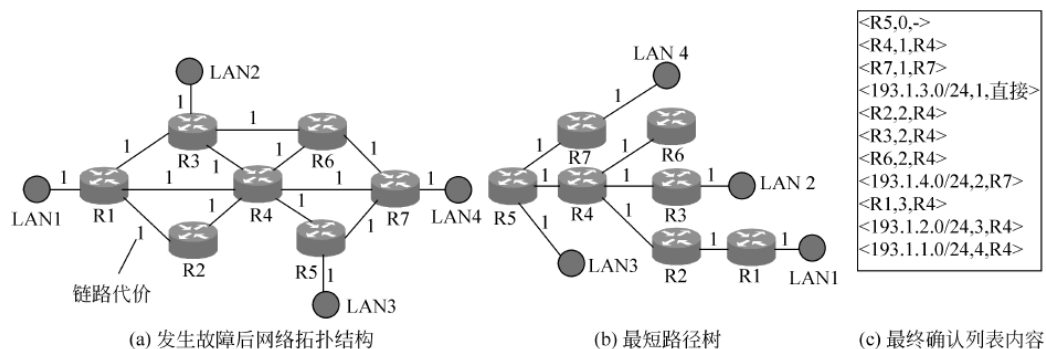 LAN2
1
1
R3
1
R6
1
1
1
1
LAN1
1
R1
1
R4
1
R7
1
LAN4
1
1
1
1
R2
R5
1
LAN3
链路代价
(a) 发生故障后网络拓扑结构
LAN 4
1
R7
1
R6
1
R5
1
R4
1
R3
1
LAN 2
1
1
LAN3
R2
1
R1
1
LAN1
(b) 最短路径树
<R5,0,->
<R4,1,R4>
<R7,1,R7>
<193.1.3.0/24,1,直接>
<R2,2,R4>
<R3,2,R4>
<R6,2,R4>
<193.1.4.0/24,2,R7>
<R1,3,R4>
<193.1.2.0/24,3,R4>
<193.1.1.0/24,4,R4>
(c) 最终确认列表内容